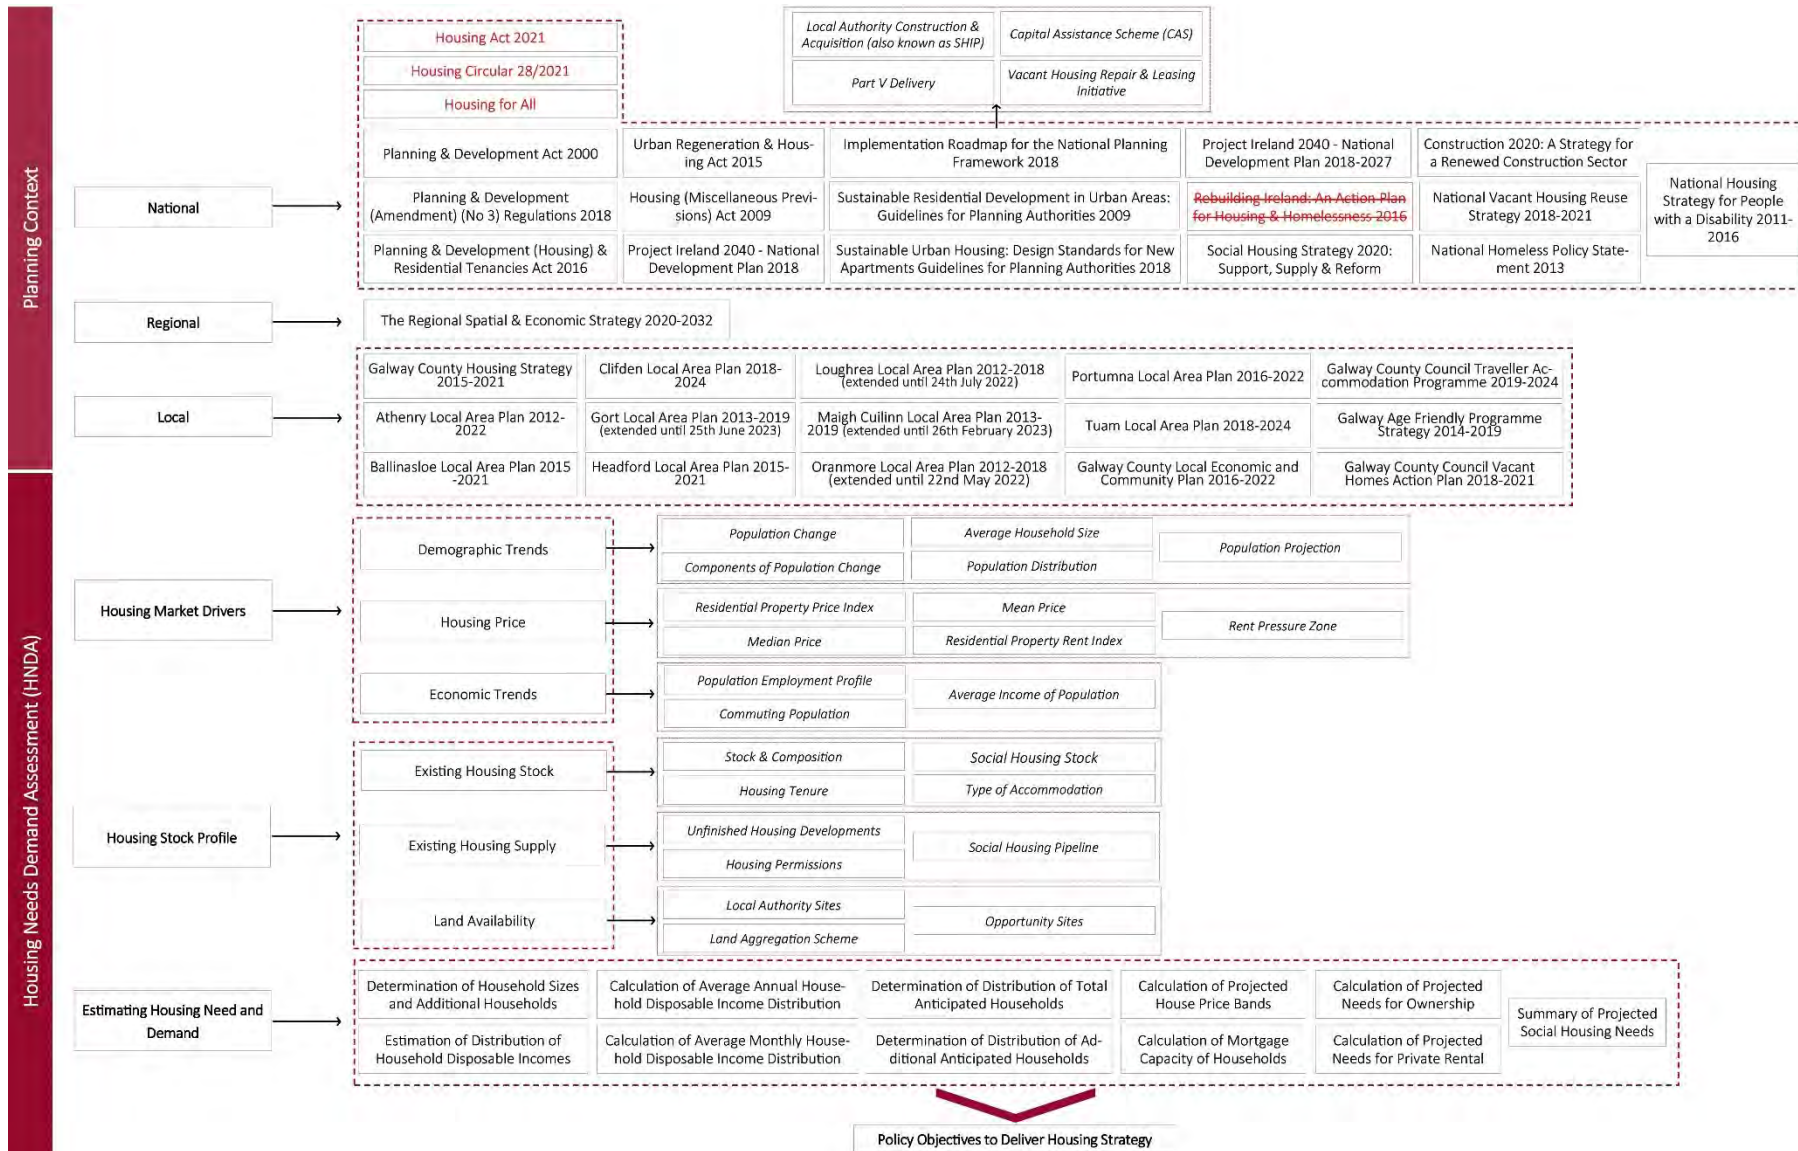 Planning Context
Housing Needs Demand Assessment (HNDA)
Housing Act 2021
Housing Circular 28/2021
Housing for All
Local Authority Construction &
Acquisition (also known as SHIP)
Capital Assistance Scheme (CAS)
Part V Delivery
Vacant Housing Repair & Leasing
Initiative
National
Planning & Development Act 2000
Urban Regeneration & Hous-
ing Act 2015
Implementation Roadmap for the National Planning
Framework 2018
Project Ireland 2040 - National
Development Plan 2018-2027
Construction 2020: A Strategy for
a Renewed Construction Sector
Planning & Development
(Amendment) (No 3) Regulations 2018
Housing (Miscellaneous Previ-
sions) Act 2009
Sustainable Residential Development in Urban Areas:
Guidelines for Planning Authorities 2009
Rebuilding Ireland: An Action Plan
for Housing & Homelessness 2016
National Vacant Housing Reuse
Strategy 2018-2021
National Housing
Strategy for People
with a Disability 2011-
2016
Planning & Development (Housing) &
Residential Tenancies Act 2016
Project Ireland 2040 - National
Development Plan 2018
Sustainable Urban Housing: Design Standards for New
Apartments Guidelines for Planning Authorities 2018
Social Housing Strategy 2020:
Support, Supply & Reform
National Homeless Policy State-
ment 2013
Regional
The Regional Spatial & Economic Strategy 2020-2032
Local
Galway County Housing Strategy
2015-2021
Clifden Local Area Plan 2018-
2024
Loughrea Local Area Plan 2012-2018
(extended until 24th July 2022)
Portumna Local Area Plan 2016-2022
Galway County Council Traveller Ac-
commodation Programme 2019-2024
Athenry Local Area Plan 2012-
2022
Gort Local Area Plan 2013-2019
(extended until 25th June 2023)
Maigh Cuilinn Local Area Plan 2013-
2019 (extended until 26th February 2023)
Tuam Local Area Plan 2018-2024
Galway Age Friendly Programme
Strategy 2014-2019
Ballinasloe Local Area Plan 2015
-2021
Headford Local Area Plan 2015-
2021
Oranmore Local Area Plan 2012-2018
(extended until 22nd May 2022)
Galway County Local Economic and
Community Plan 2016-2022
Galway County Council Vacant
Homes Action Plan 2018-2021
Housing Market Drivers
Demographic Trends
Population Change
Average Household Size
Components of Population Change
Population Distribution
Population Projection
Housing Price
Residential Property Price Index
Mean Price
Median Price
Residential Property Rent Index
Rent Pressure Zone
Economic Trends
Population Employment Profile
Commuting Population
Average Income of Population
Housing Stock Profile
Existing Housing Stock
Stock & Composition
Social Housing Stock
Housing Tenure
Type of Accommodation
Existing Housing Supply
Unfinished Housing Developments
Housing Permissions
Social Housing Pipeline
Land Availability
Local Authority Sites
Land Aggregation Scheme
Opportunity Sites
Estimating Housing Need and
Demand
Determination of Household Sizes
and Additional Households
Calculation of Average Annual House-
hold Disposable Income Distribution
Determination of Distribution of Total
Anticipated Households
Calculation of Projected
House Price Bands
Calculation of Projected
Needs for Ownership
Summary of Projected
Social Housing Needs
Estimation of Distribution of
Household Disposable Incomes
Calculation of Average Monthly House-
hold Disposable Income Distribution
Determination of Distribution of Ad-
ditional Anticipated Households
Calculation of Mortgage
Capacity of Households
Calculation of Projected
Needs for Private Rental
Policy Objectives to Deliver Housing Strategy